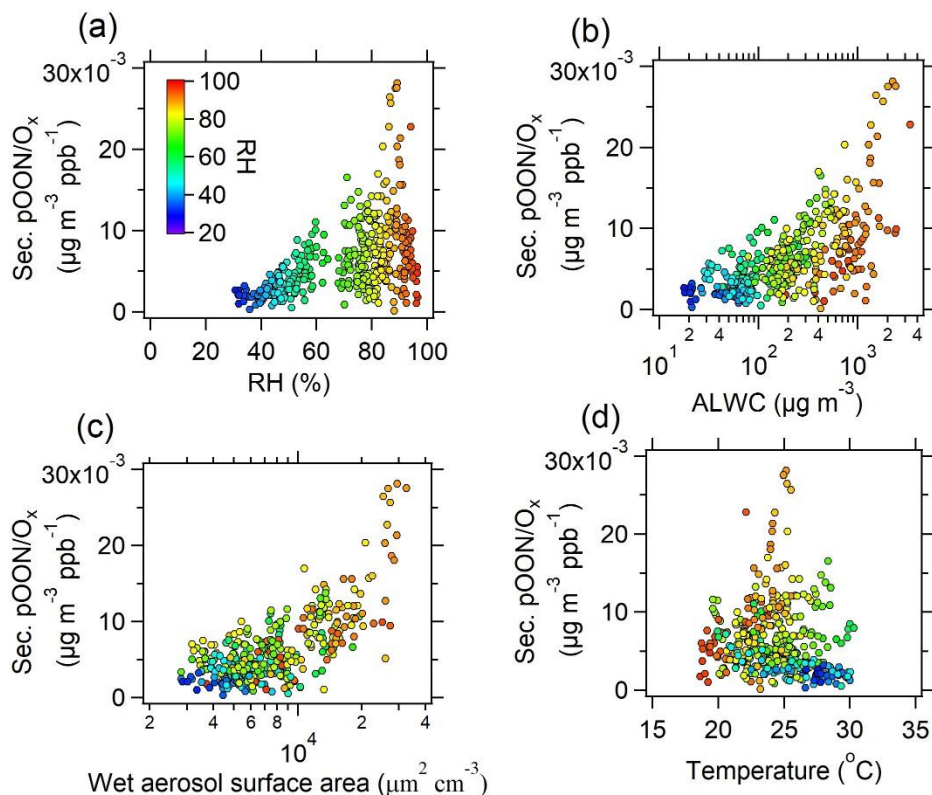 (a)
30x10⁻³
20
10
0
Sec. pOON/Oₓ
(µg m⁻³ ppb⁻¹)
100
80
60
40
20
RH
0 20 40 60 80 100
RH (%)
(b)
2 4 2 4 2 4
30x10⁻³
20
10
0
Sec. pOON/Oₓ
(µg m⁻³ ppb⁻¹)
10¹ 10² 10³
ALWC (µg m⁻³)
(c)
30x10⁻³
20
10
0
Sec. pOON/Oₓ
(µg m⁻³ ppb⁻¹)
2 4 6 8 2 4
10⁴
Wet aerosol surface area (µm² cm⁻³)
(d)
30x10⁻³
20
10
0
Sec. pOON/Oₓ
(µg m⁻³ ppb⁻¹)
15 20 25 30
Temperature (°C)